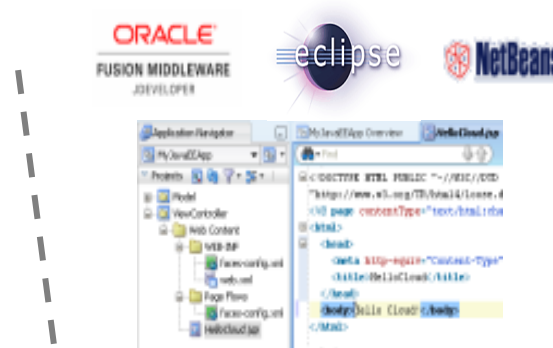 ORACLE
FUSION MIDDLEWARE
JDEVELOPER
eclipse
NetBeans
Application Navigator
MyJavaEEApp Overview
HelloCloud.jsp
MyJavaEEApp
Find
Projects
<!DOCTYPE HTML PUBLIC "-//W3C//DTD
Model
"http://www.w3.org/TR/html4/loose.d
ViewController
<%@ page contentType="text/html;cha
Web Content
<html>
WEB-INF
<head>
faces-config.xml
<meta http-equiv="Content-Type"
web.xml
<title>HelloCloud</title>
Page Flows
</head>
faces-config.xml
<body>Hello Cloud!</body>
HelloCloud.jsp
</html>